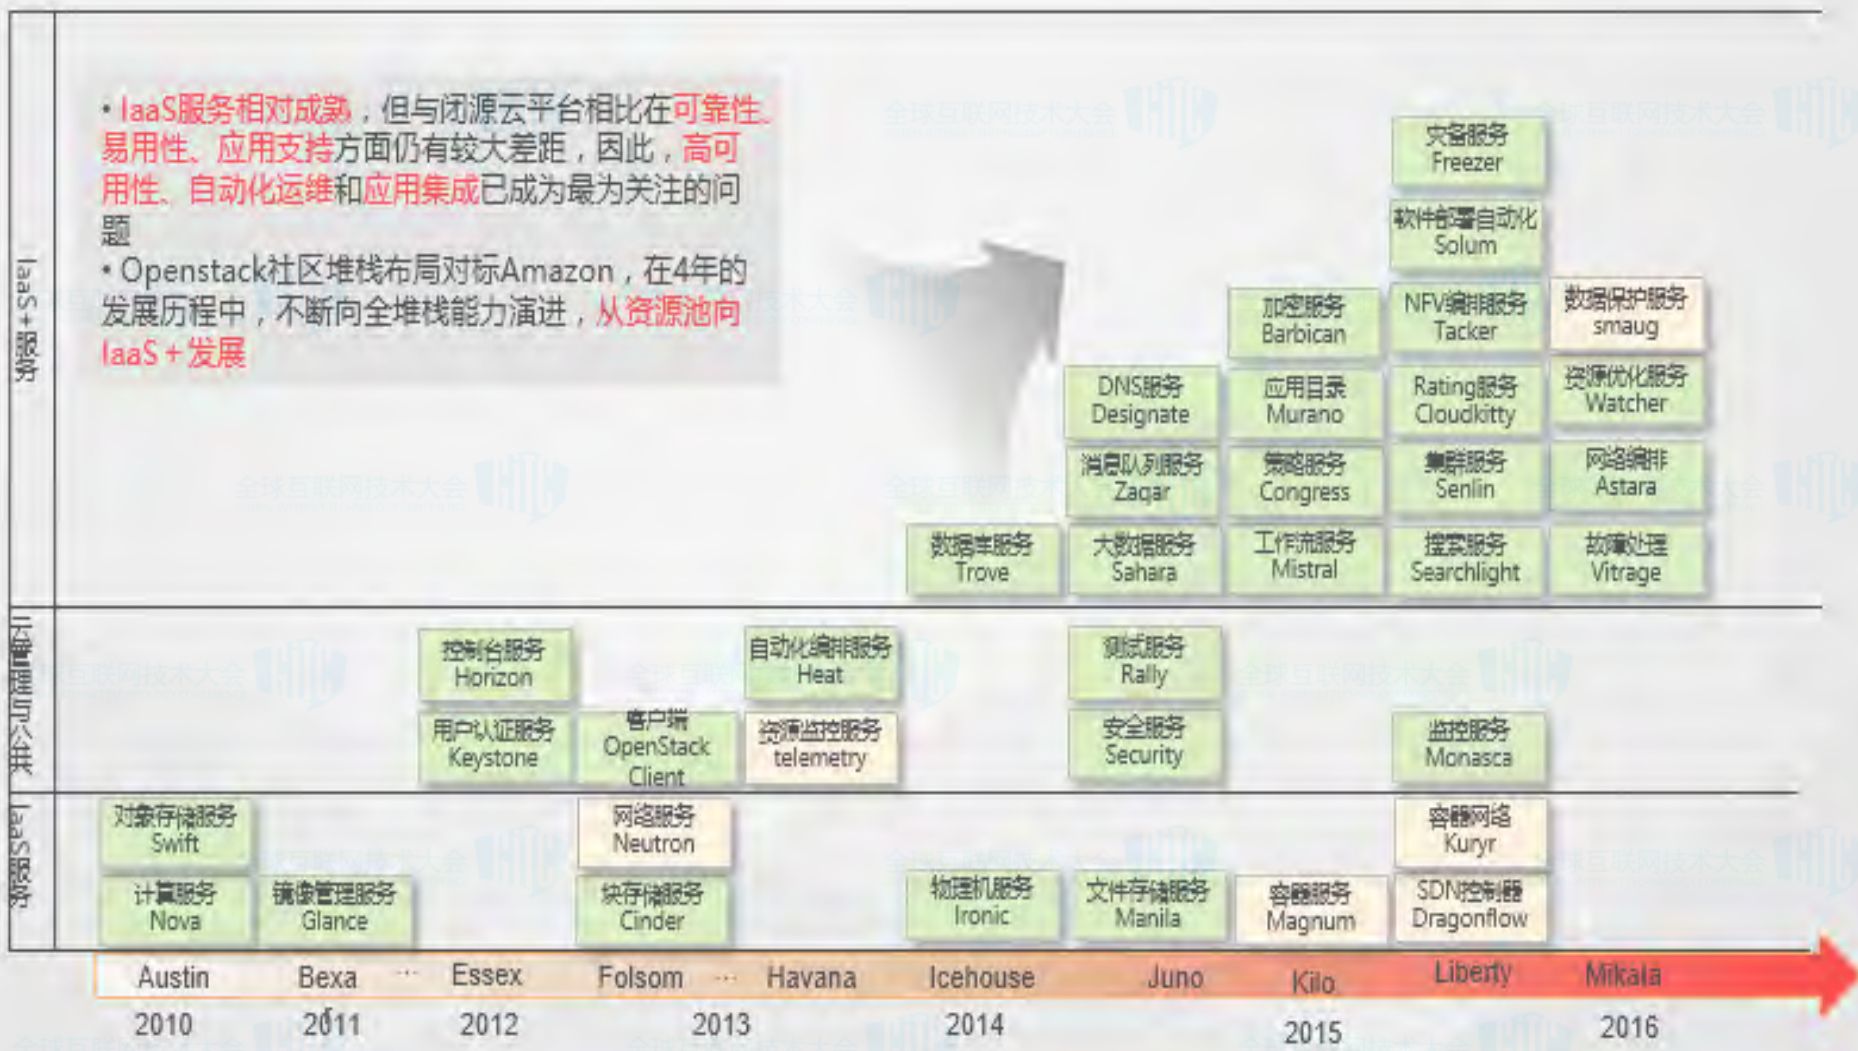 • IaaS服务相对成熟，但与闭源云平台相比在可靠性、
易用性、应用支持方面仍有较大差距，因此，高可
用性、自动化运维和应用集成已成为最为关注的问
题
• Openstack社区堆栈布局对标Amazon，在4年的
发展历程中，不断向全堆栈能力演进，从资源池向
IaaS＋发展
IaaS+服务
灾备服务
Freezer
软件部署自动化
Solum
加密服务
Barbican
NFV编排服务
Tacker
数据保护服务
smaug
DNS服务
Designate
应用目录
Murano
Rating服务
Cloudkitty
资源优化服务
Watcher
消息队列服务
Zaqar
策略服务
Congress
集群服务
Senlin
网络编排
Astara
数据库服务
Trove
大数据服务
Sahara
工作流服务
Mistral
搜索服务
Searchlight
故障处理
Vitrage
云管理与公共
控制台服务
Horizon
自动化编排服务
Heat
测试服务
Rally
用户认证服务
Keystone
客户端
OpenStack
Client
资源监控服务
telemetry
安全服务
Security
监控服务
Monasca
IaaS服务
对象存储服务
Swift
网络服务
Neutron
容器网络
Kuryr
计算服务
Nova
镜像管理服务
Glance
块存储服务
Cinder
物理机服务
Ironic
文件存储服务
Manila
容器服务
Magnum
SDN控制器
Dragonflow
Austin Bexa ··· Essex Folsom ··· Havana Icehouse Juno Kilo Liberty Mikala
2010 2011 2012 2013 2014 2015 2016
全球互联网技术大会